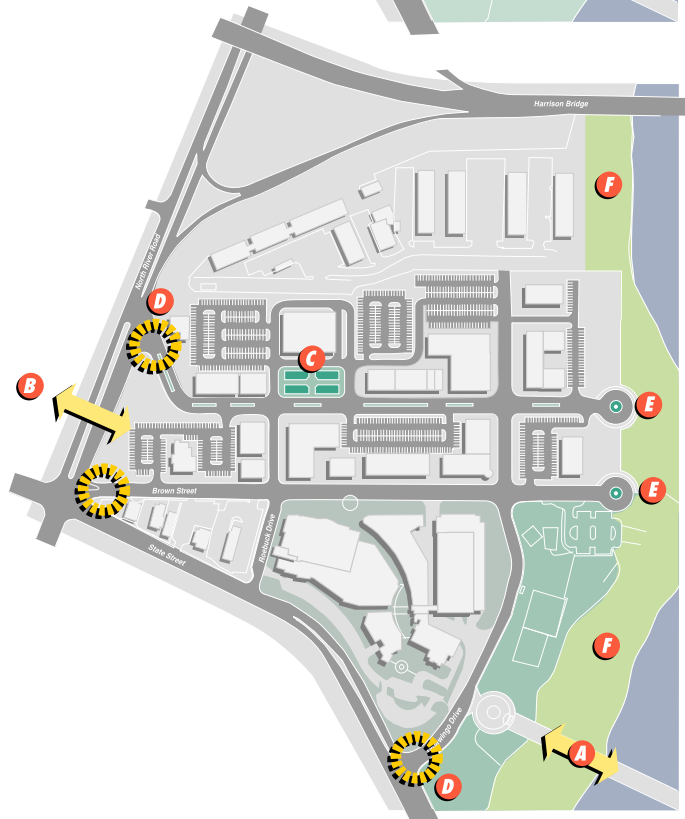 Harrison Bridge
F
North River Road
D
C
B
E
E
Brown Street
Roebuck Drive
State Street
F
A
D